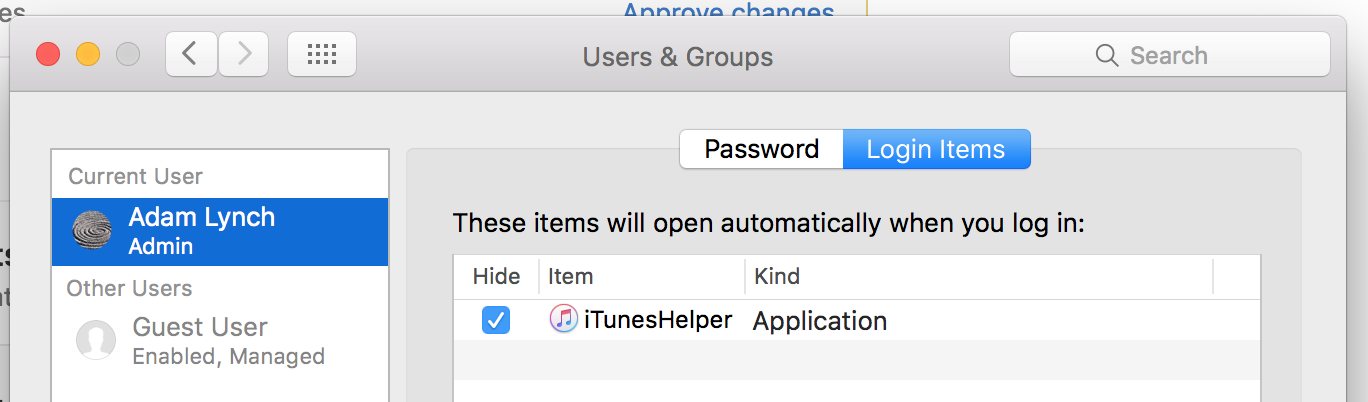 es
Approve changes
Users & Groups
Search
Password
Login Items
Current User
Adam Lynch
Admin
Other Users
Guest User
Enabled, Managed
These items will open automatically when you log in:
Hide Item Kind
iTunesHelper Application